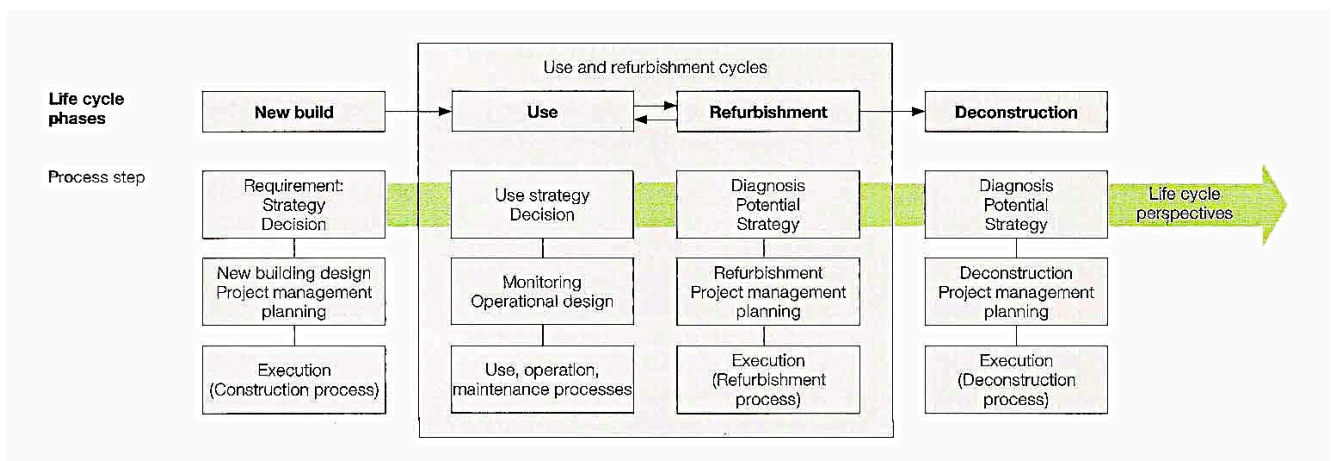 Use and refurbishment cycles
Life cycle
phases
New build
Use
Refurbishment
Deconstruction
Process step
Requirement:
Strategy
Decision
Use strategy
Decision
Diagnosis
Potential
Strategy
Diagnosis
Potential
Strategy
Life cycle
perspectives
New building design
Project management
planning
Monitoring
Operational design
Refurbishment
Project management
planning
Deconstruction
Project management
planning
Execution
(Construction process)
Use, operation,
maintenance processes
Execution
(Refurbishment
process)
Execution
(Deconstruction
process)